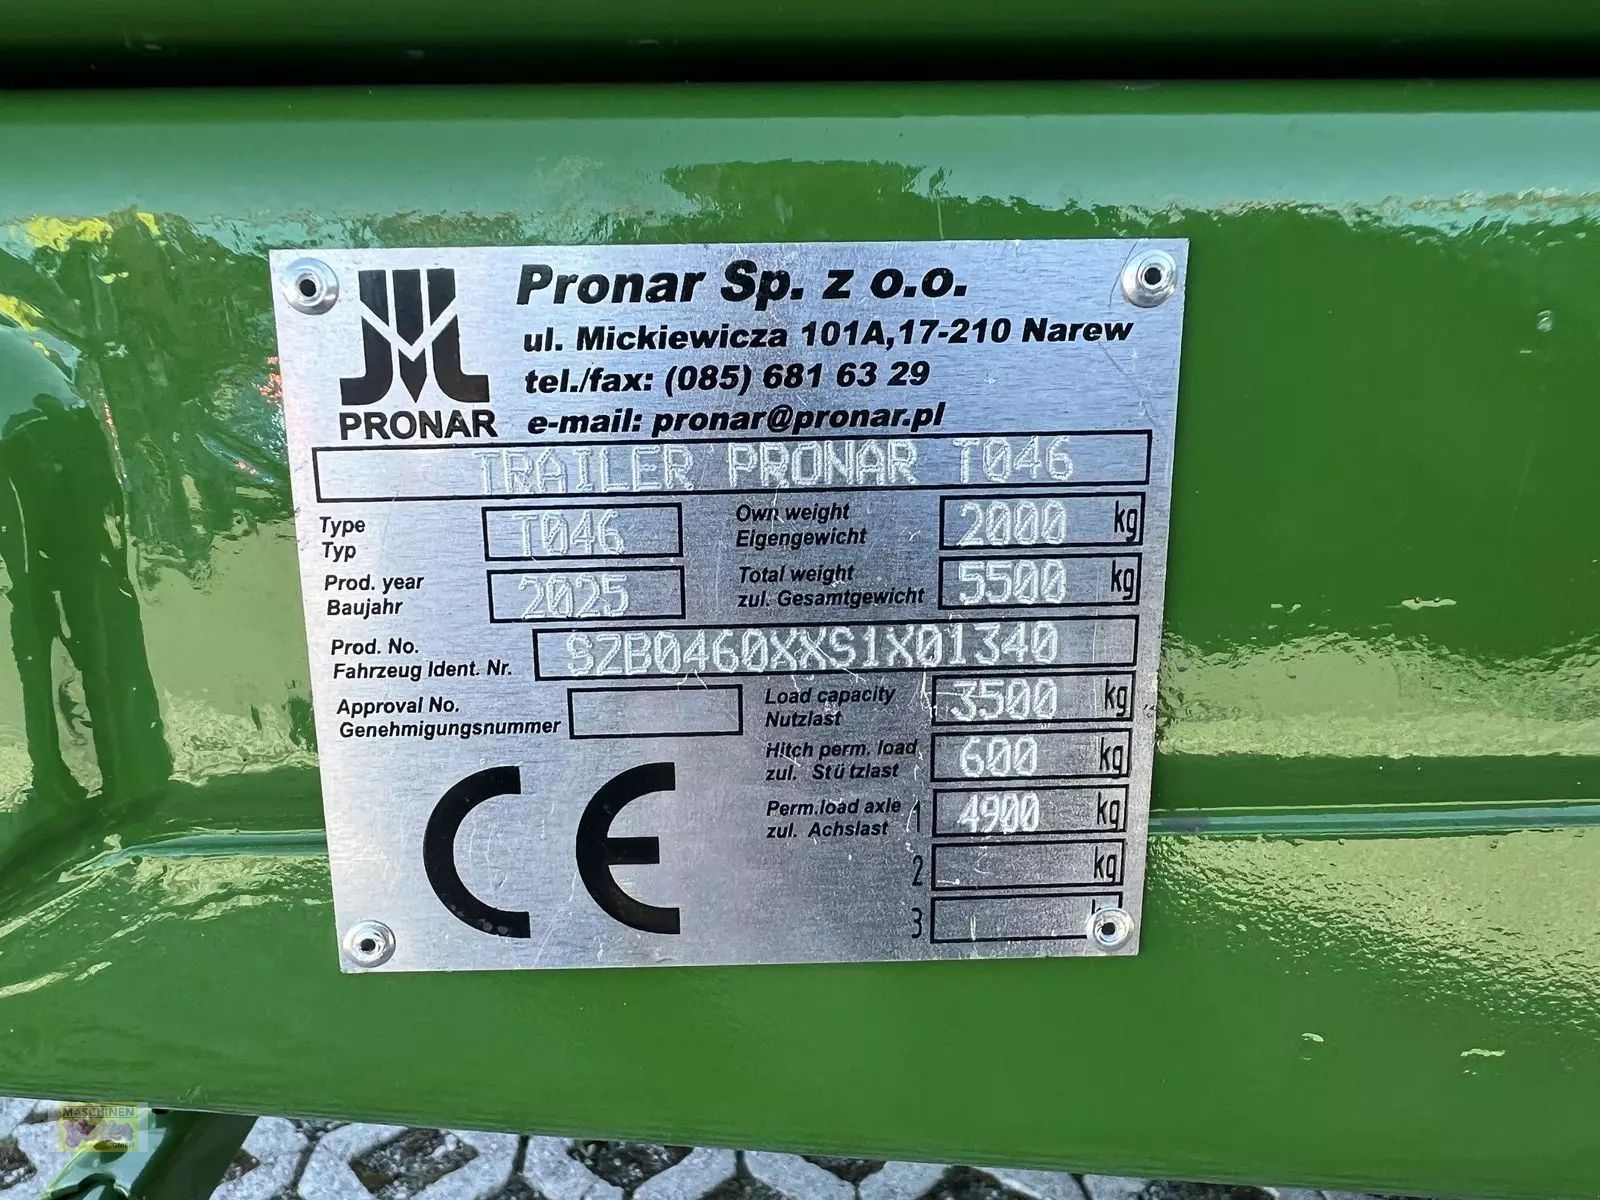 Pronar Sp. z o.o.
ul. Mickiewicza 101A,17-210 Narew
tel./fax: (085) 681 63 29
e-mail: pronar@pronar.pl
PRONAR
TRAILER PRONAR T046
Type
Typ
T046
Own weight
Eigengewicht
2000 kg
Prod. year
Baujahr
2025
Total weight
zul. Gesamtgewicht
5500 kg
Prod. No.
Fahrzeug Ident. Nr.
SZB0460XXS1X01340
Approval No.
Genehmigungsnummer
Load capacity
Nutzlast
3500 kg
Hitch perm. load
zul. Stützlast
600 kg
Perm.load axle
zul. Achslast
1 4900 kg
2 kg
3
CE
MASCHINEN
GmbH